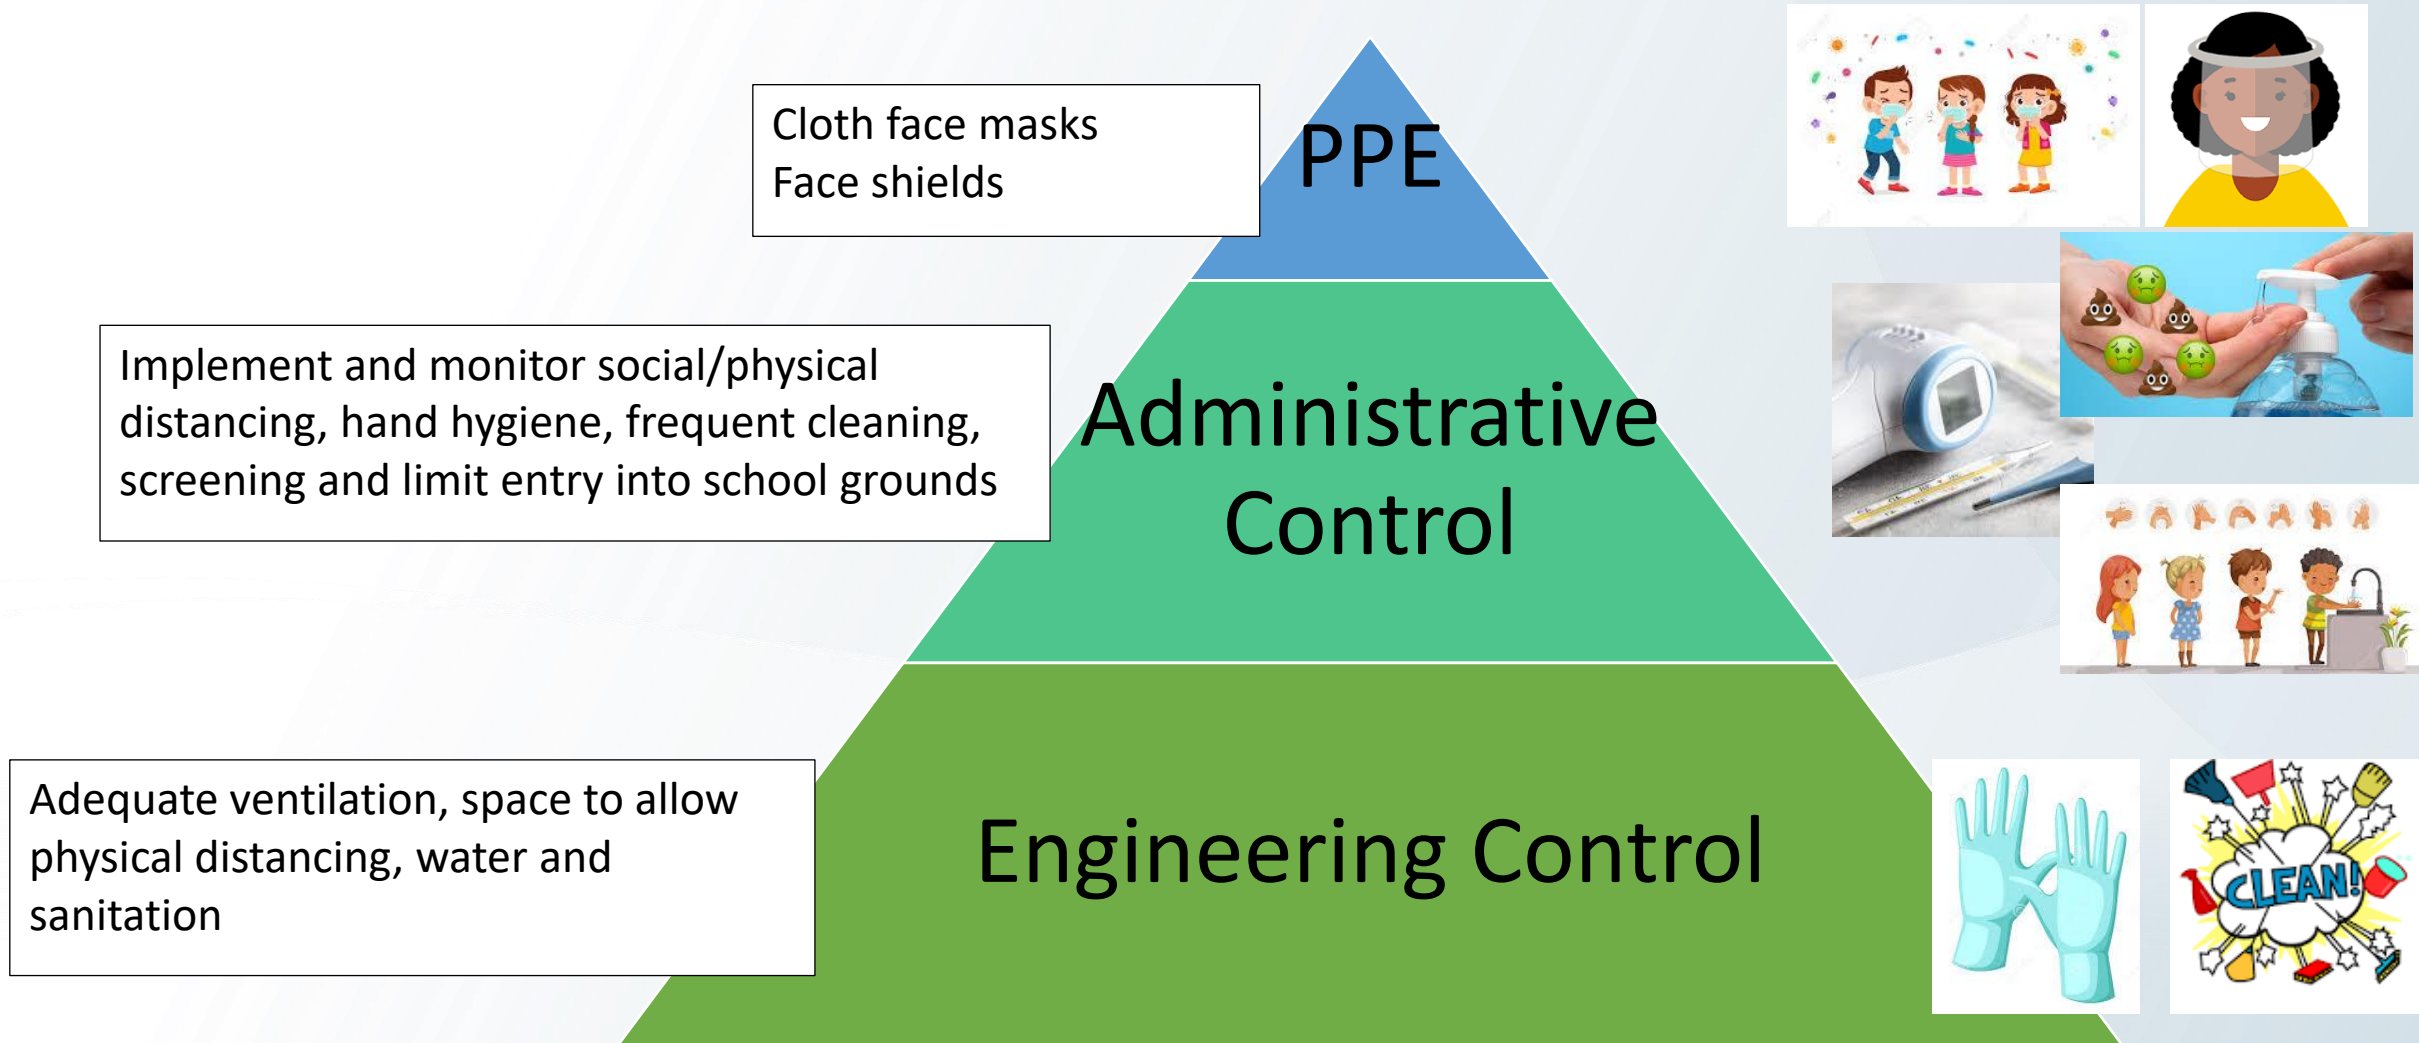 Cloth face masks
Face shields
PPE
Implement and monitor social/physical
distancing, hand hygiene, frequent cleaning,
screening and limit entry into school grounds
Administrative
Control
Adequate ventilation, space to allow
physical distancing, water and
sanitation
Engineering Control
CLEAN!